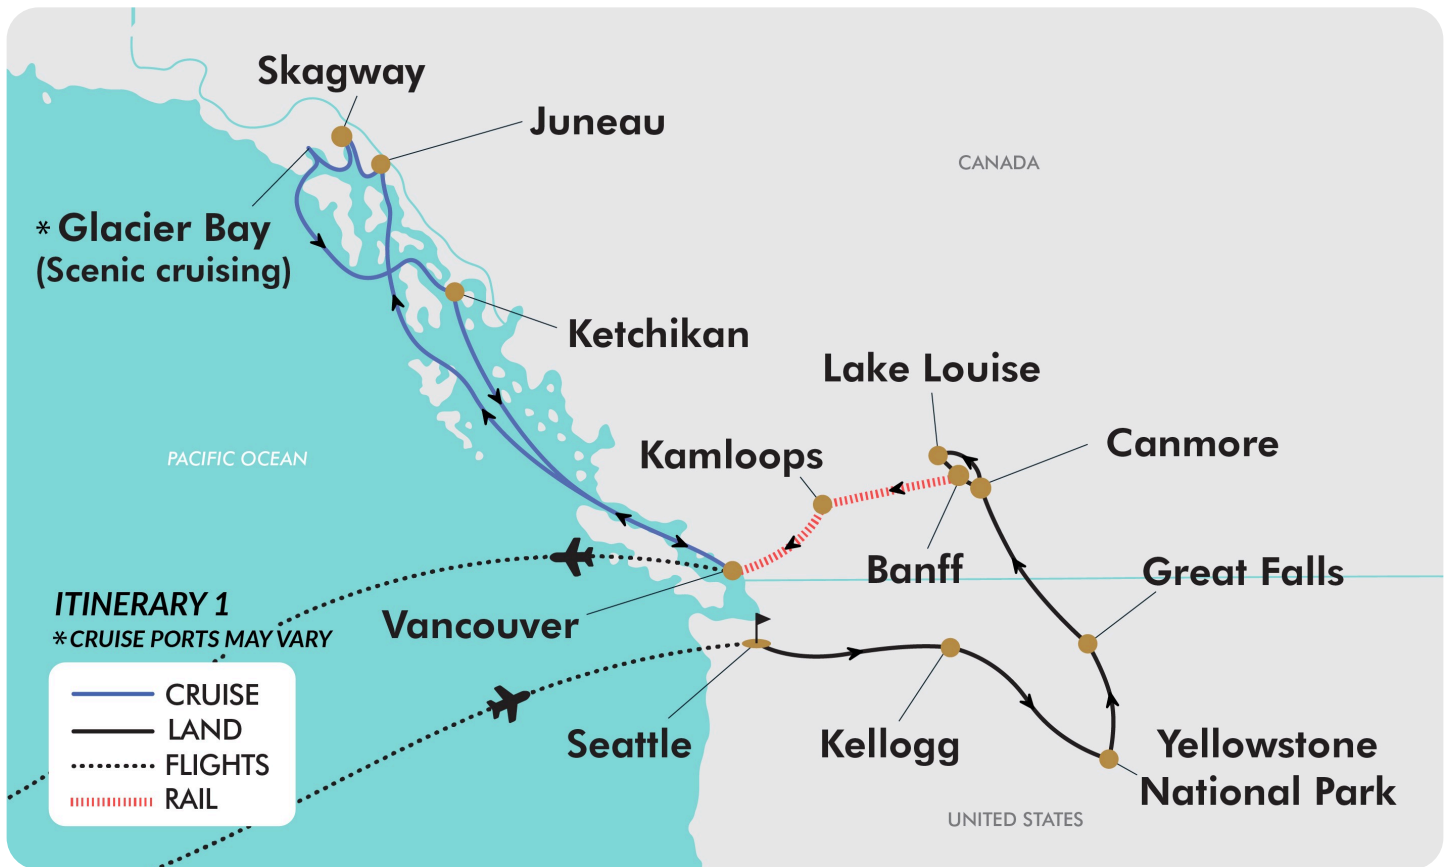 Skagway
Juneau
CANADA
* Glacier Bay
(Scenic cruising)
Ketchikan
Lake Louise
Canmore
Kamloops
PACIFIC OCEAN
Banff
Great Falls
ITINERARY 1
* CRUISE PORTS MAY VARY
Vancouver
CRUISE
LAND
FLIGHTS
RAIL
Seattle
Kellogg
Yellowstone
National Park
UNITED STATES